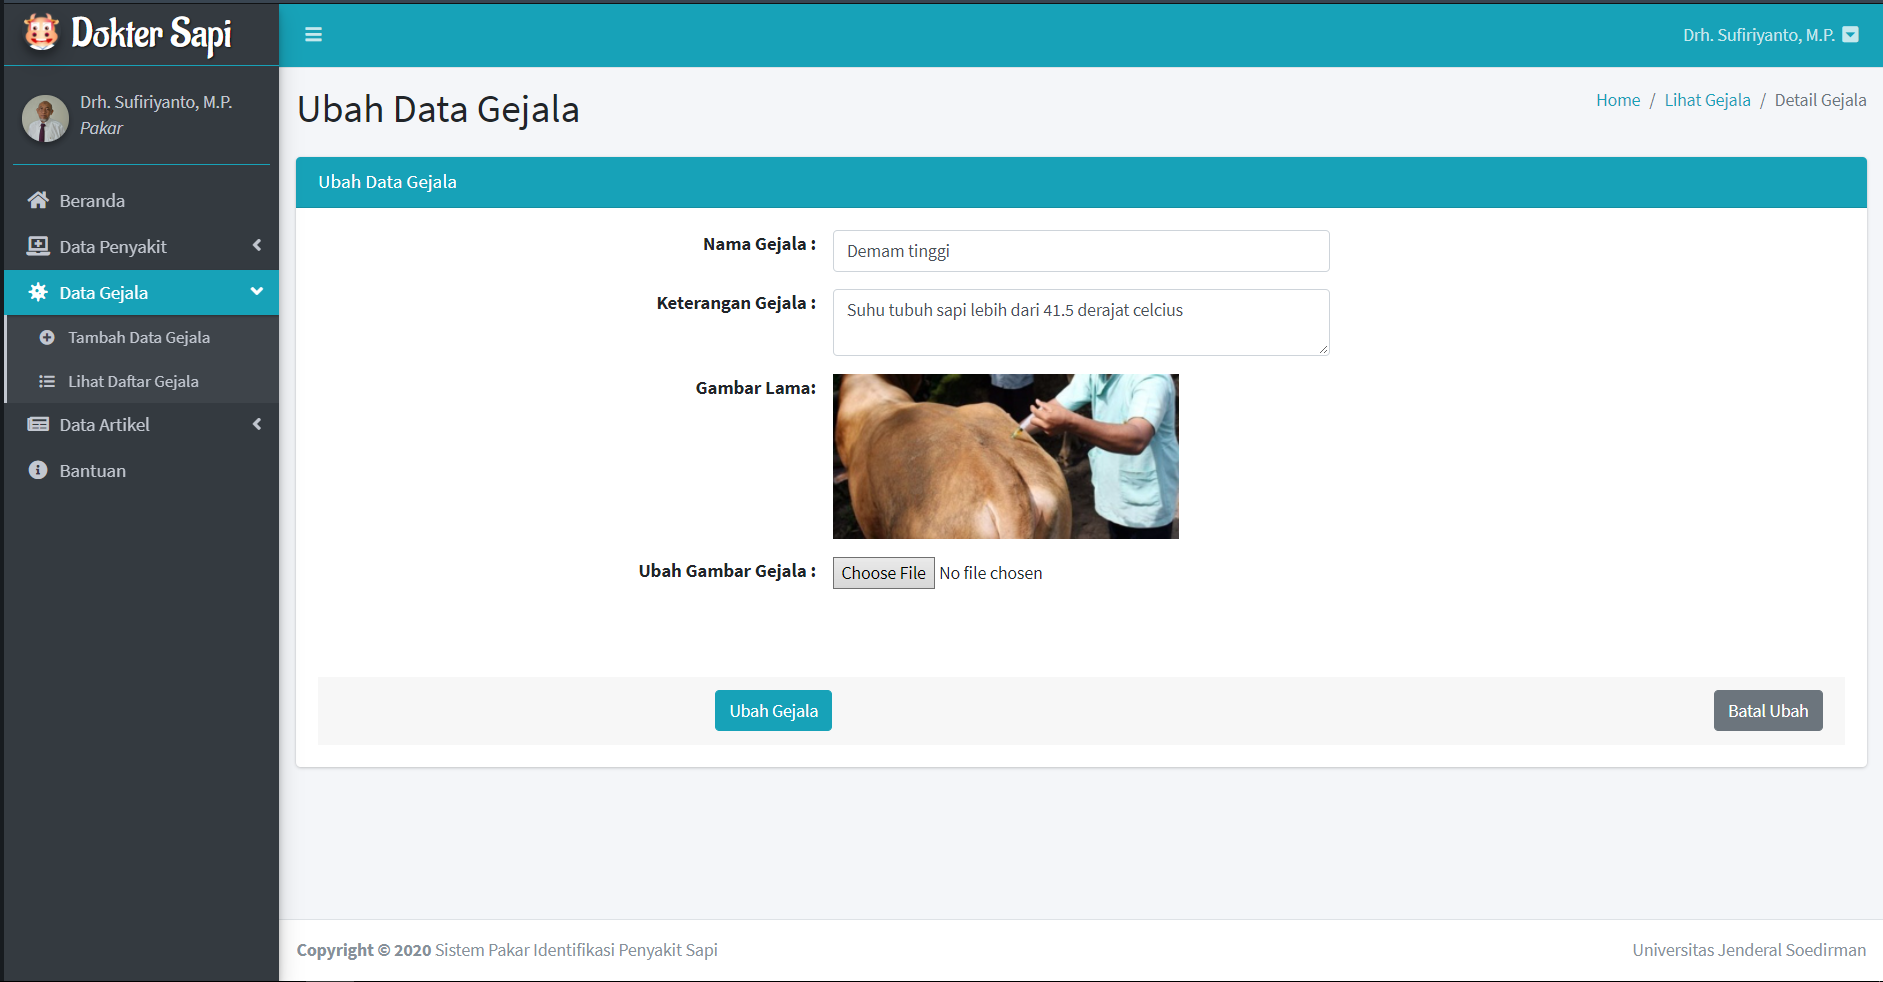 Dokter Sapi
Drh. Sufiriyanto, M.P.
Drh. Sufiriyanto, M.P.
Pakar
Beranda
Data Penyakit
Data Gejala
Tambah Data Gejala
Lihat Daftar Gejala
Data Artikel
Bantuan
Ubah Data Gejala
Home / Lihat Gejala / Detail Gejala
Ubah Data Gejala
Nama Gejala : Demam tinggi
Keterangan Gejala : Suhu tubuh sapi lebih dari 41.5 derajat celcius
Gambar Lama:
Ubah Gambar Gejala : Choose File No file chosen
Ubah Gejala Batal Ubah
Copyright © 2020 Sistem Pakar Identifikasi Penyakit Sapi Universitas Jenderal Soedirman